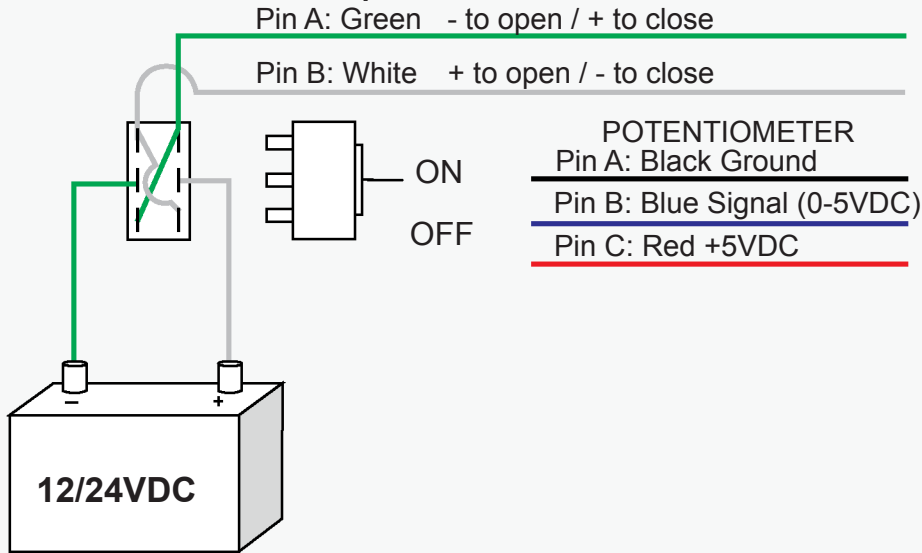 Pin A: Green - to open / + to close
Pin B: White + to open / - to close
POTENTIOMETER
Pin A: Black Ground
ON
Pin B: Blue Signal (0-5VDC)
OFF
Pin C: Red +5VDC
– +
12/24VDC